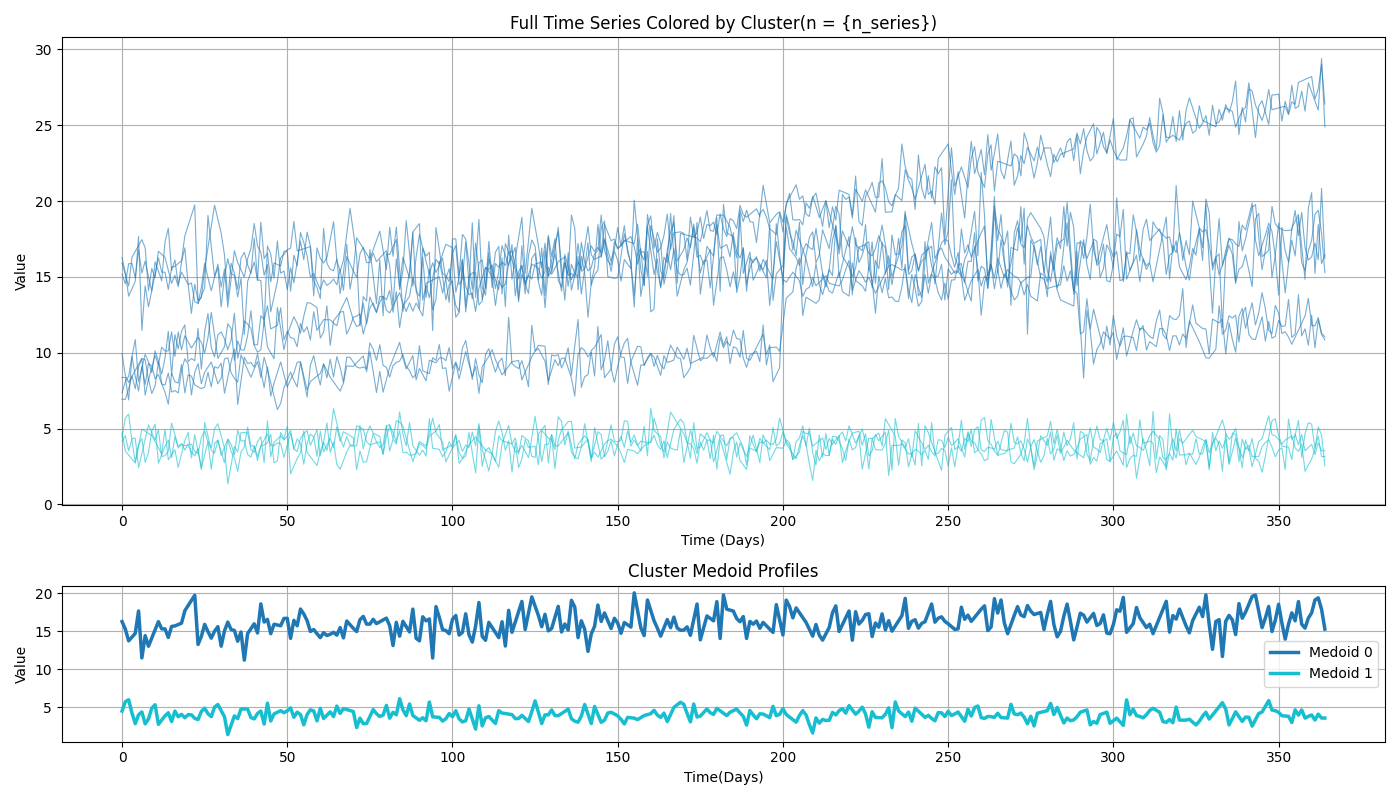 Full Time Series Colored by Cluster(n = {n_series})
30
25
20
15
10
5
0
Value
0 50 100 150 200 250 300 350
Time (Days)
Cluster Medoid Profiles
20
15
10
5
Value
Medoid 0
Medoid 1
0 50 100 150 200 250 300 350
Time(Days)